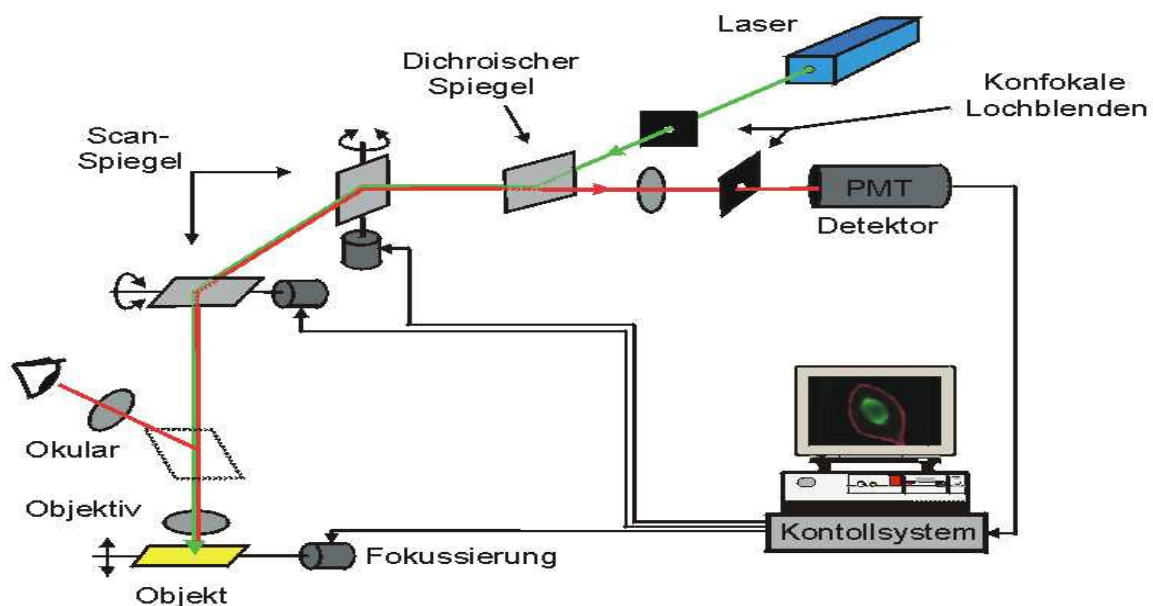 Laser
Dichroischer
Spiegel
Konfokale
Lochblenden
Scan-
Spiegel
PMT
Detektor
Okular
Objektiv
Kontollsystem
Fokussierung
Objekt